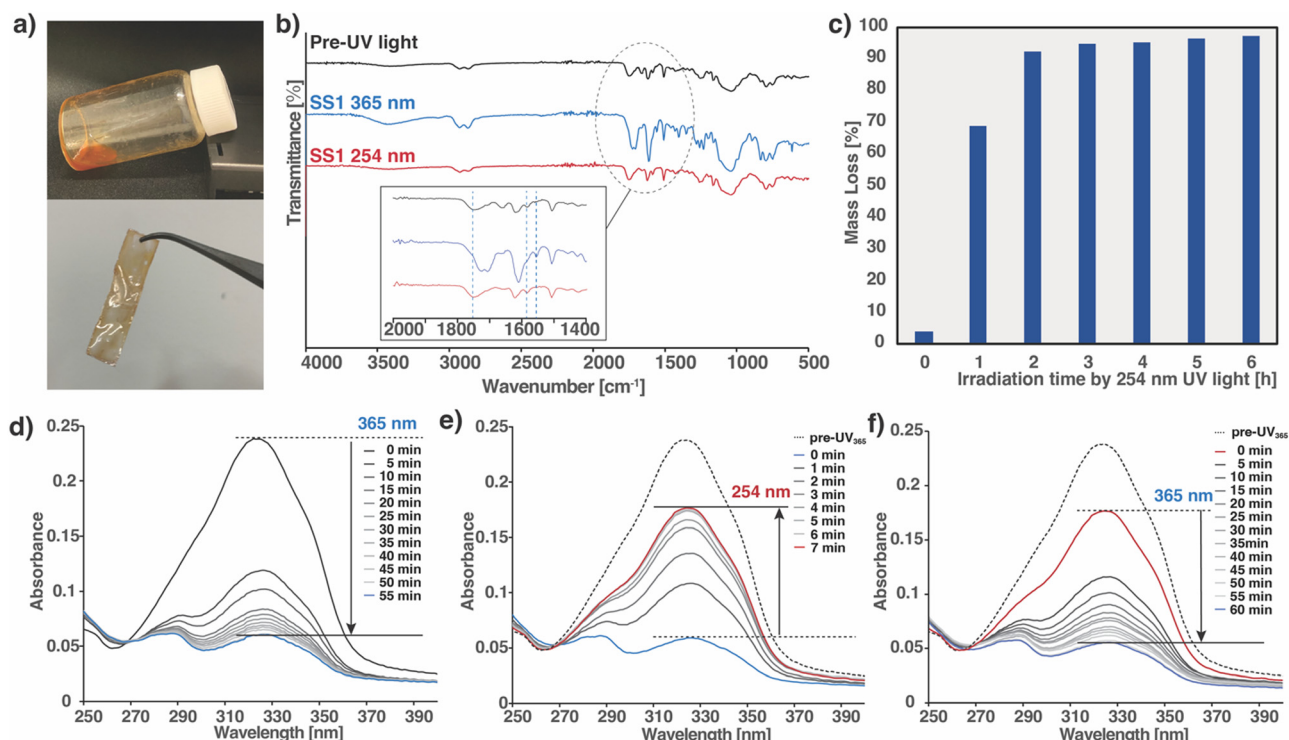 a)
b)
Pre-UV light
SS1 365 nm
SS1 254 nm
Transmittance [%]
2000 1800 1600 1400
4000 3500 3000 2500 2000 1500 1000 500
Wavenumber [cm-1]
c)
100
90
80
70
60
50
40
30
20
10
0
Mass Loss [%]
0 1 2 3 4 5 6
Irradiation time by 254 nm UV light [h]
d)
365 nm
0.25
0.2
0.15
0.1
0.05
0
Absorbance
0 min
5 min
10 min
15 min
20 min
25 min
30 min
35 min
40 min
45 min
50 min
55 min
250 270 290 310 330 350 370 390
Wavelength [nm]
e)
0.25
0.2
0.15
0.1
0.05
0
Absorbance
254 nm
pre-UV365
0 min
1 min
2 min
3 min
4 min
5 min
6 min
7 min
250 270 290 310 330 350 370 390
Wavelength [nm]
f)
0.25
0.2
0.15
0.1
0.05
0
Absorbance
365 nm
pre-UV365
0 min
5 min
10 min
15 min
20 min
25 min
30 min
35min
40 min
45 min
50 min
55 min
60 min
250 270 290 310 330 350 370 390
Wavelength [nm]